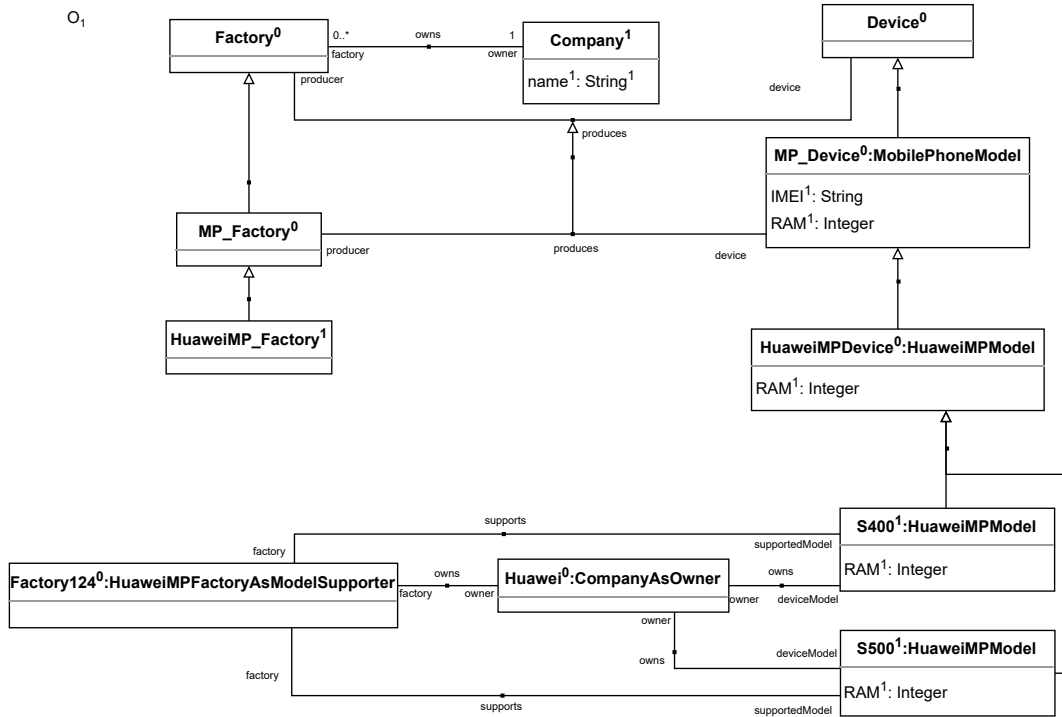 O₁
Factory⁰
0..*
owns
1
factory
owner
Company¹
name¹: String¹
Device⁰
producer
device
produces
MP_Device⁰:MobilePhoneModel
IMEI¹: String
RAM¹: Integer
MP_Factory⁰
producer
produces
device
HuaweiMP_Factory¹
HuaweiMPDevice⁰:HuaweiMPModel
RAM¹: Integer
supports
factory
supportedModel
S400¹:HuaweiMPModel
RAM¹: Integer
Factory124⁰:HuaweiMPFactoryAsModelSupporter
owns
factory
owner
Huawei⁰:CompanyAsOwner
owns
owner
deviceModel
owner
owns
deviceModel
S500¹:HuaweiMPModel
RAM¹: Integer
factory
supports
supportedModel